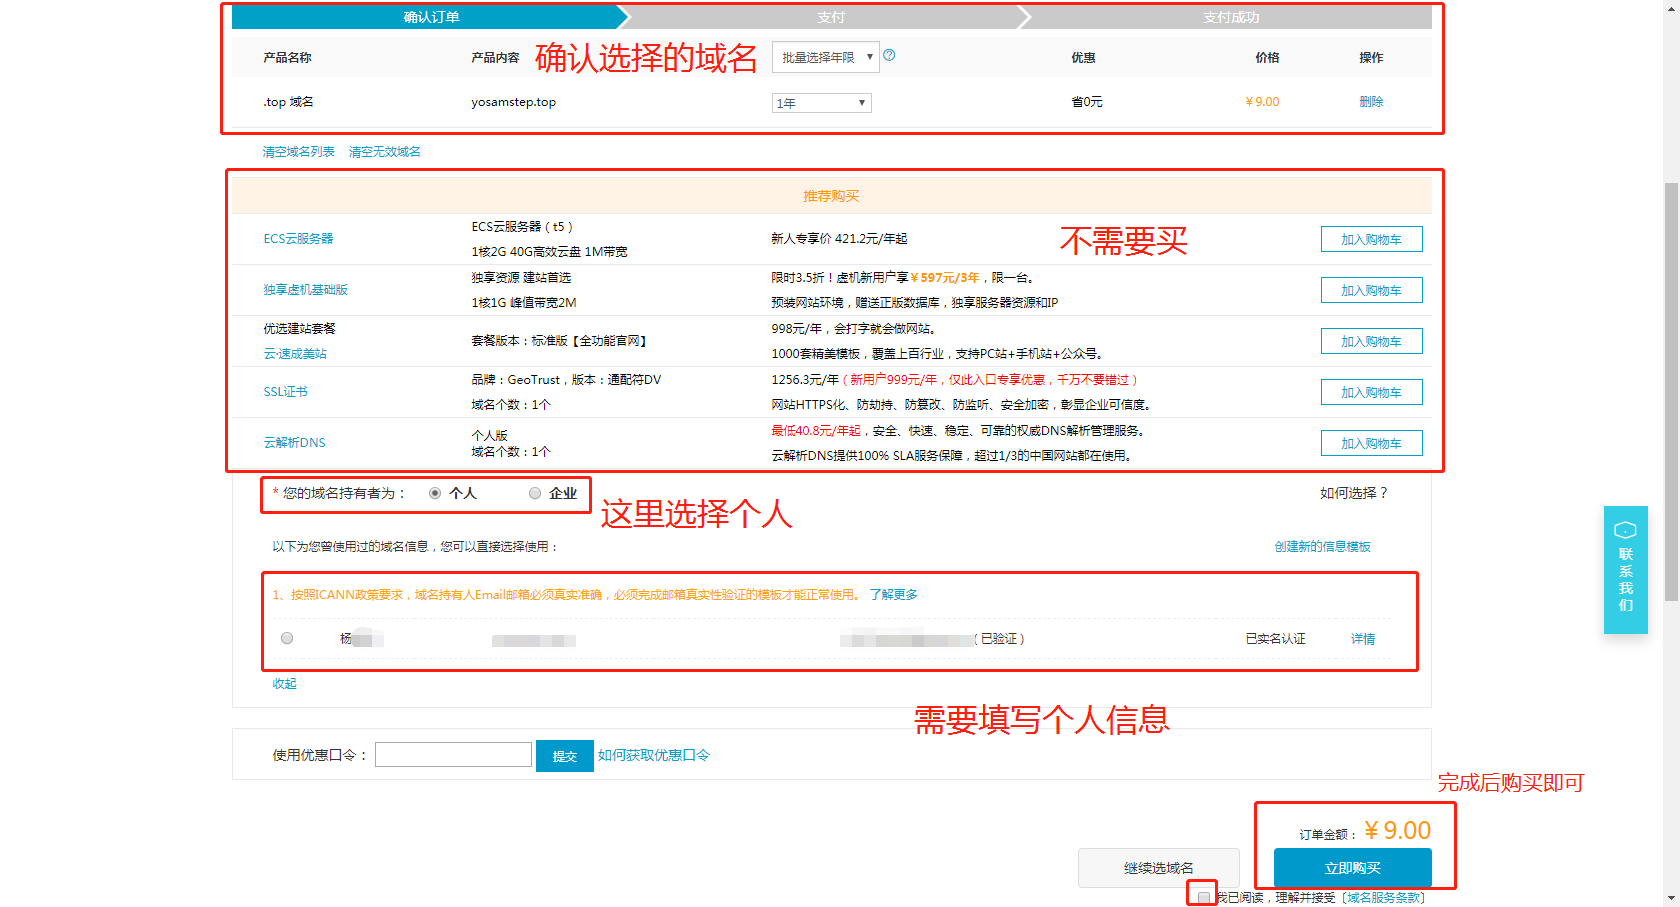 确认订单 支付 支付成功
产品名称 产品内容 确认选择的域名 批量选择年限 优惠 价格 操作
.top 域名 yosamstep.top 1年 省0元 ¥9.00 删除
清空域名列表 清空无效域名
推荐购买
不需要买
ECS云服务器 ECS云服务器（t5） 新人专享价 421.2元/年起 加入购物车
1核2G 40G高效云盘 1M带宽
独享虚机基础版 独享资源 建站首选 限时3.5折！虚机新用户享¥597元/3年，限一台。 加入购物车
1核1G 峰值带宽2M 预装网站环境，赠送正版数据库，独享服务器资源和IP
优选建站套餐 套餐版本：标准版【全功能官网】 998元/年，会打字就会做网站。 加入购物车
云·速成美站 1000套精美模板，覆盖上百行业，支持PC站+手机站+公众号。
SSL证书 品牌：GeoTrust，版本：通配符DV 1256.3元/年（新用户999元/年，仅此入口专享优惠，千万不要错过） 加入购物车
域名个数：1个 网站HTTPS化、防劫持、防篡改、防监听、安全加密，彰显企业可信度。
云解析DNS 个人版 最低40.8元/年起，安全、快速、稳定、可靠的权威DNS解析管理服务。 加入购物车
域名个数：1个 云解析DNS提供100% SLA服务保障，超过1/3的中国网站都在使用。
* 您的域名持有者为： 个人 企业 如何选择？
这里选择个人
以下为您曾使用过的域名信息，您可以直接选择使用： 创建新的信息模板
1、按照ICANN政策要求，域名持有人Email邮箱必须真实准确，必须完成邮箱真实性验证的模板才能正常使用。 了解更多
杨 （已验证） 已实名认证 详情
收起
需要填写个人信息
使用优惠口令： 提交 如何获取优惠口令
完成后购买即可
订单金额：¥9.00
继续选域名 立即购买
我已阅读，理解并接受［域名服务条款］
联系我们